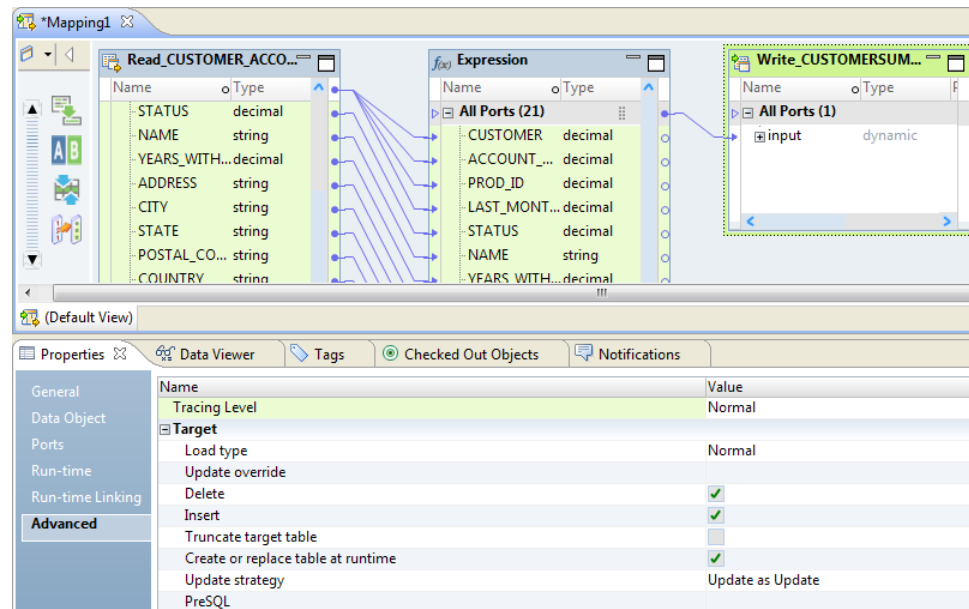 *Mapping1
Read_CUSTOMER_ACCO...
Name Type
STATUS decimal
NAME string
YEARS_WITH... decimal
ADDRESS string
CITY string
STATE string
POSTAL_CO... string
COUNTRY string
f(x) Expression
Name Type
All Ports (21)
CUSTOMER decimal
ACCOUNT_... decimal
PROD_ID decimal
LAST_MONT... decimal
STATUS decimal
NAME string
YEARS_WITH... decimal
Write_CUSTOMERSUM...
Name Type
All Ports (1)
input dynamic
(Default View)
Properties Data Viewer Tags Checked Out Objects Notifications
General
Data Object
Ports
Run-time
Run-time Linking
Advanced
Name Value
Tracing Level Normal
Target
Load type Normal
Update override
Delete
Insert
Truncate target table
Create or replace table at runtime
Update strategy Update as Update
PreSQL